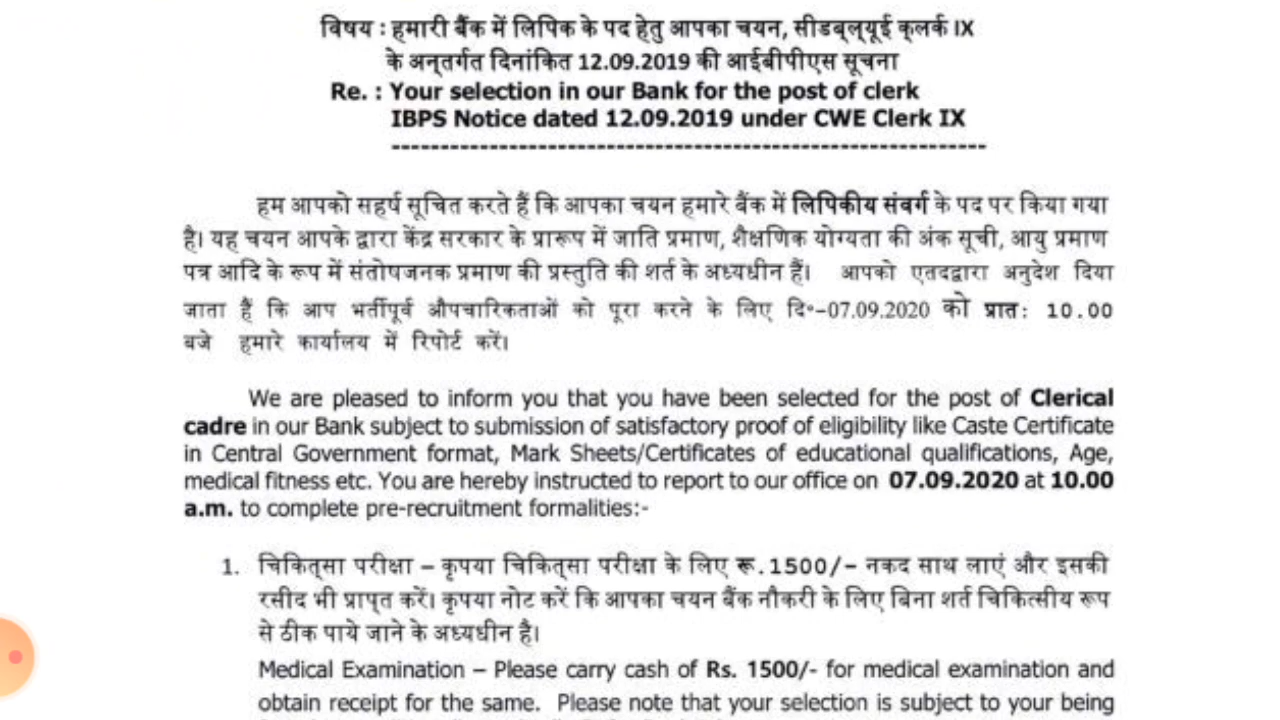 विषय : हमारी बैंक में लिपिक के पद हेतु आपका चयन, सीडब्ल्यूई क्लर्क IX
के अन्तर्गत दिनांकित 12.09.2019 की आईबीपीएस सूचना
Re. : Your selection in our Bank for the post of clerk
IBPS Notice dated 12.09.2019 under CWE Clerk IX
------------------------------------------------------------
हम आपको सहर्ष सूचित करते हैं कि आपका चयन हमारे बैंक में लिपिकीय संवर्ग के पद पर किया गया
है। यह चयन आपके द्वारा केंद्र सरकार के प्रारूप में जाति प्रमाण, शैक्षणिक योग्यता की अंक सूची, आयु प्रमाण
पत्र आदि के रूप में संतोषजनक प्रमाण की प्रस्तुति की शर्त के अध्यधीन हैं। आपको एतदद्वारा अनुदेश दिया
जाता हैं कि आप भर्तीपूर्व औपचारिकताओं को पूरा करने के लिए दि॰-07.09.2020 को प्रात: 10.00
बजे हमारे कार्यालय में रिपोर्ट करें।
We are pleased to inform you that you have been selected for the post of Clerical
cadre in our Bank subject to submission of satisfactory proof of eligibility like Caste Certificate
in Central Government format, Mark Sheets/Certificates of educational qualifications, Age,
medical fitness etc. You are hereby instructed to report to our office on 07.09.2020 at 10.00
a.m. to complete pre-recruitment formalities:-
1. चिकित्सा परीक्षा – कृपया चिकित्सा परीक्षा के लिए रू.1500/- नकद साथ लाएं और इसकी
रसीद भी प्राप्त करें। कृपया नोट करें कि आपका चयन बैंक नौकरी के लिए बिना शर्त चिकित्सीय रूप
से ठीक पाये जाने के अध्यधीन है।
Medical Examination – Please carry cash of Rs. 1500/- for medical examination and
obtain receipt for the same. Please note that your selection is subject to your being